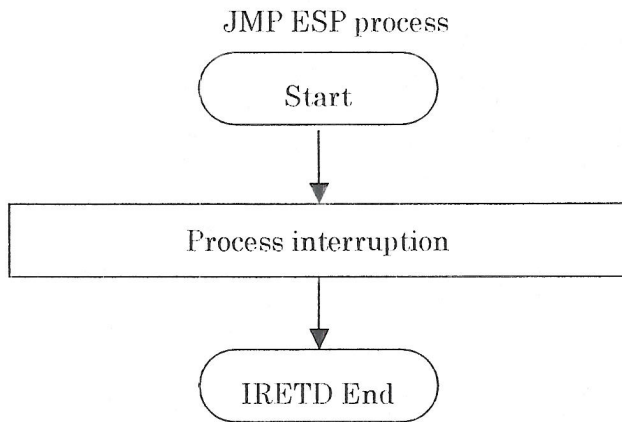 JMP ESP process
Start
Process interruption
IRETD End